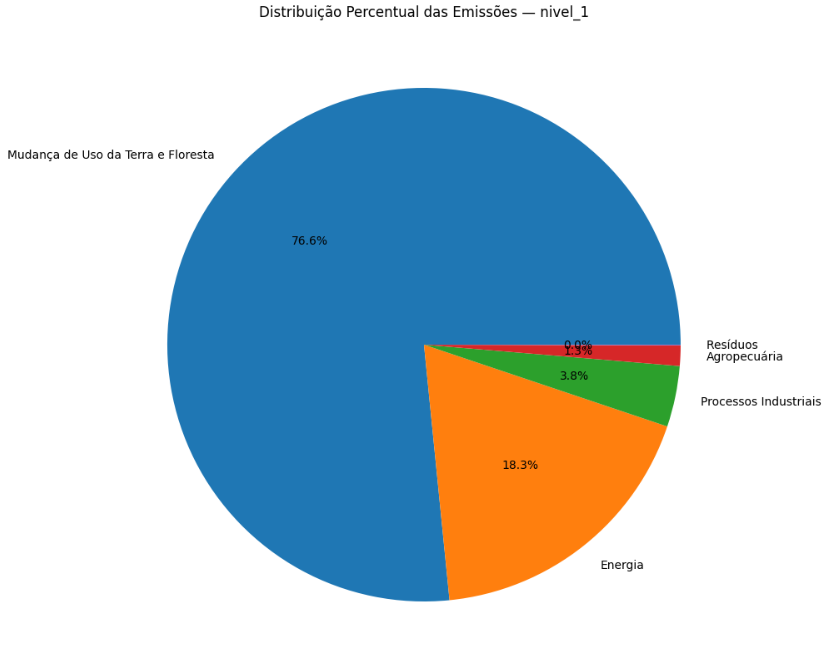 Distribuição Percentual das Emissões — nivel_1
Mudança de Uso da Terra e Floresta
76.6%
0.0%
Resíduos
1.3%
Agropecuária
3.8%
Processos Industriais
18.3%
Energia